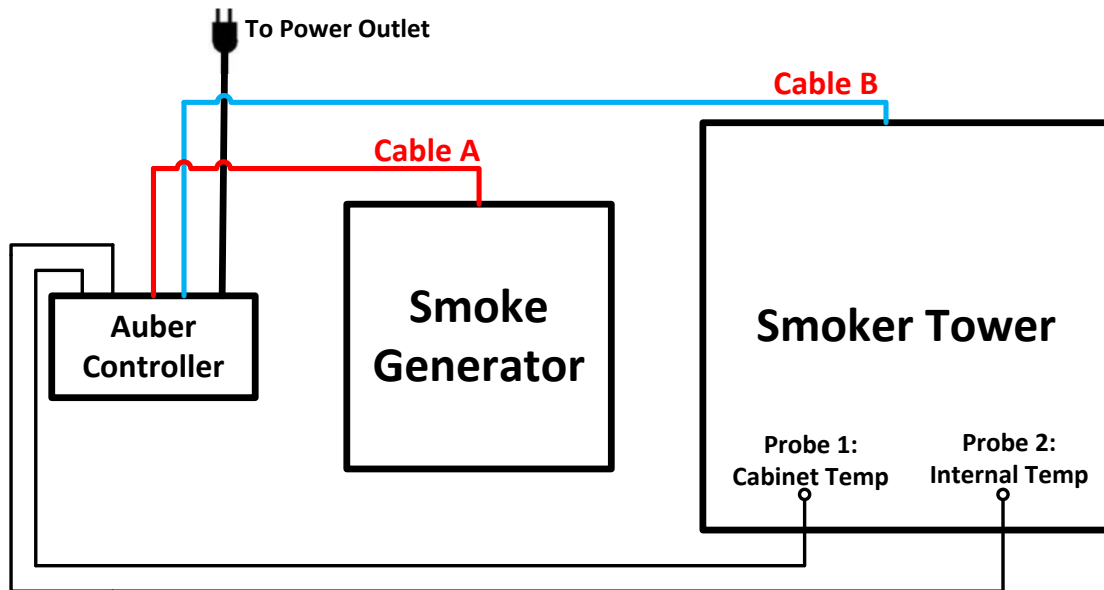 To Power Outlet
Cable B
Cable A
Auber
Controller
Smoke
Generator
Smoker Tower
Probe 1:
Cabinet Temp
Probe 2:
Internal Temp